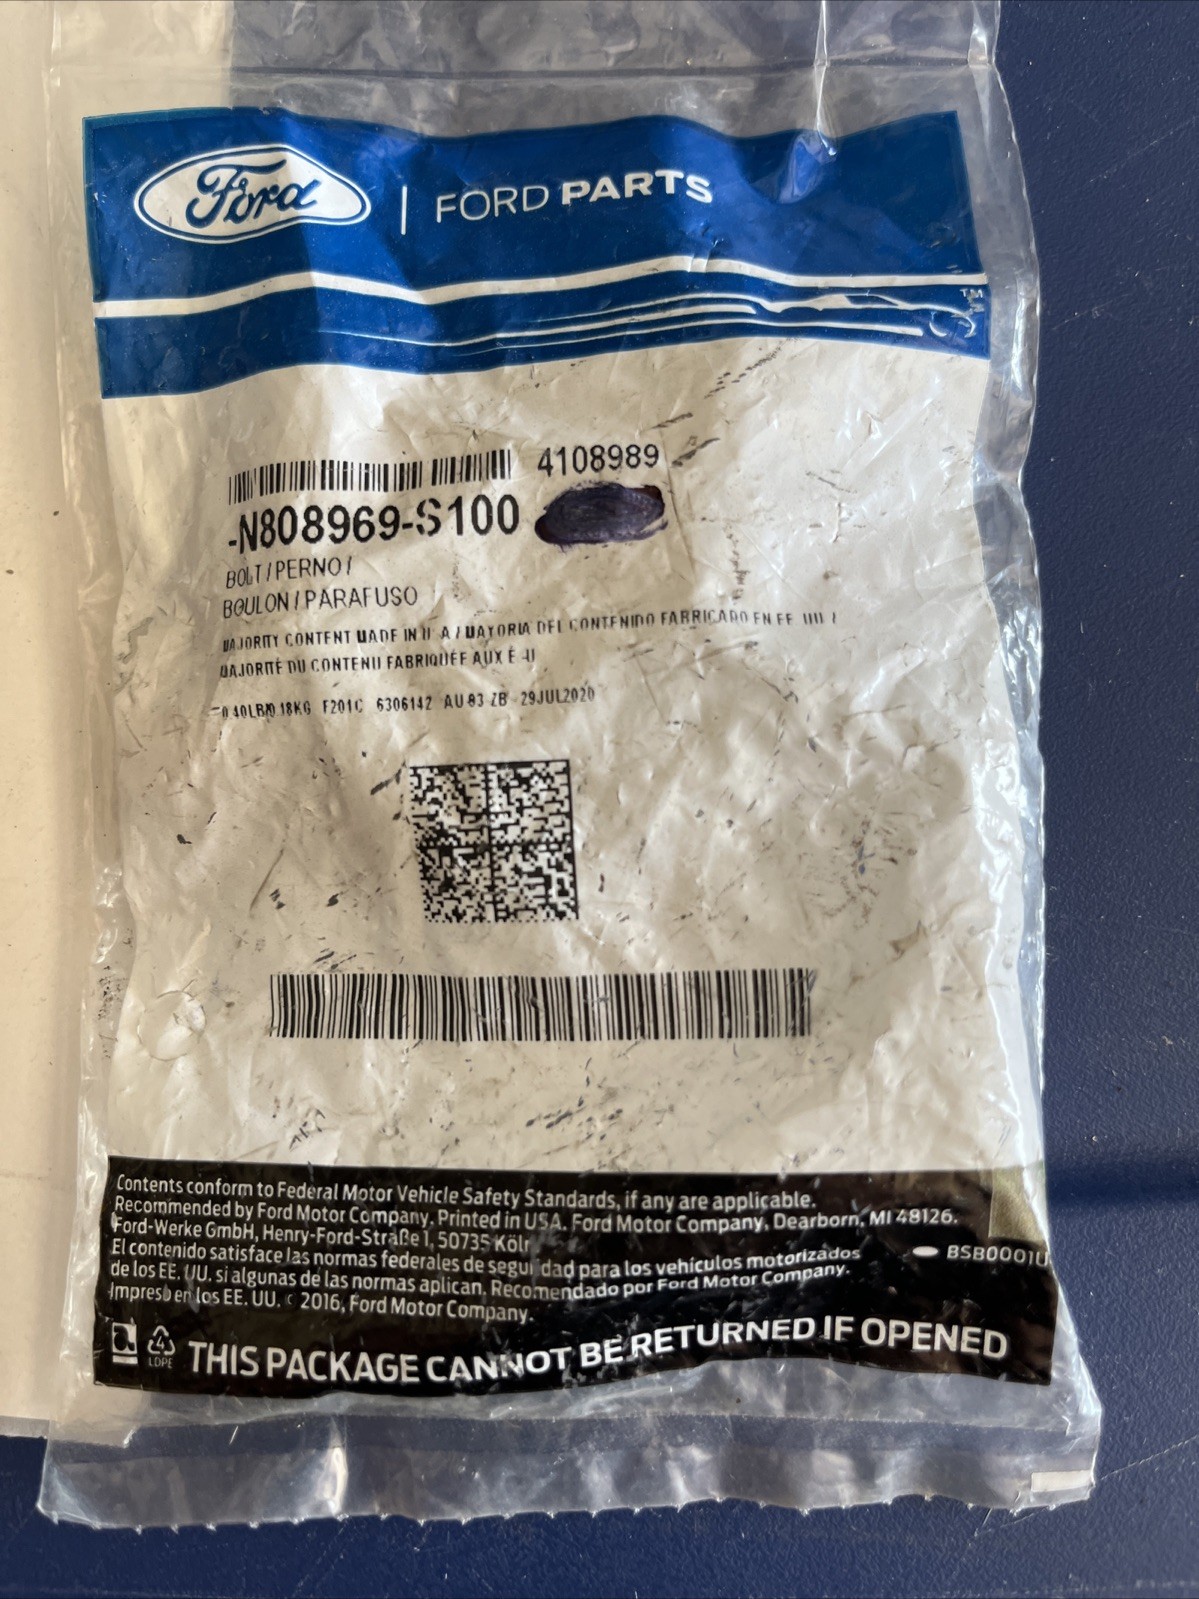 Ford | FORD PARTS
TM
4108989
-N808969-S100
BOLT / PERNO /
BOULON / PARAFUSO
MAJORITY CONTENT MADE IN U A / MAYORIA DEL CONTENIDO FABRICADO EN EE UU /
MAJORITÉ DU CONTENU FABRIQUÉE AUX É U
0.40LB/0.18KG F201C 6306142 AU 83 ZB 29JUL2020
Contents conform to Federal Motor Vehicle Safety Standards, if any are applicable.
Recommended by Ford Motor Company. Printed in USA. Ford Motor Company, Dearborn, MI 48126.
Ford-Werke GmbH, Henry-Ford-Straße 1, 50735 Köln
El contenido satisface las normas federales de seguridad para los vehículos motorizados
de los EE. UU. si algunas de las normas aplican. Recomendado por Ford Motor Company.
Impreso en los EE. UU. © 2016, Ford Motor Company.
BSB0001U
4
LDPE
THIS PACKAGE CANNOT BE RETURNED IF OPENED